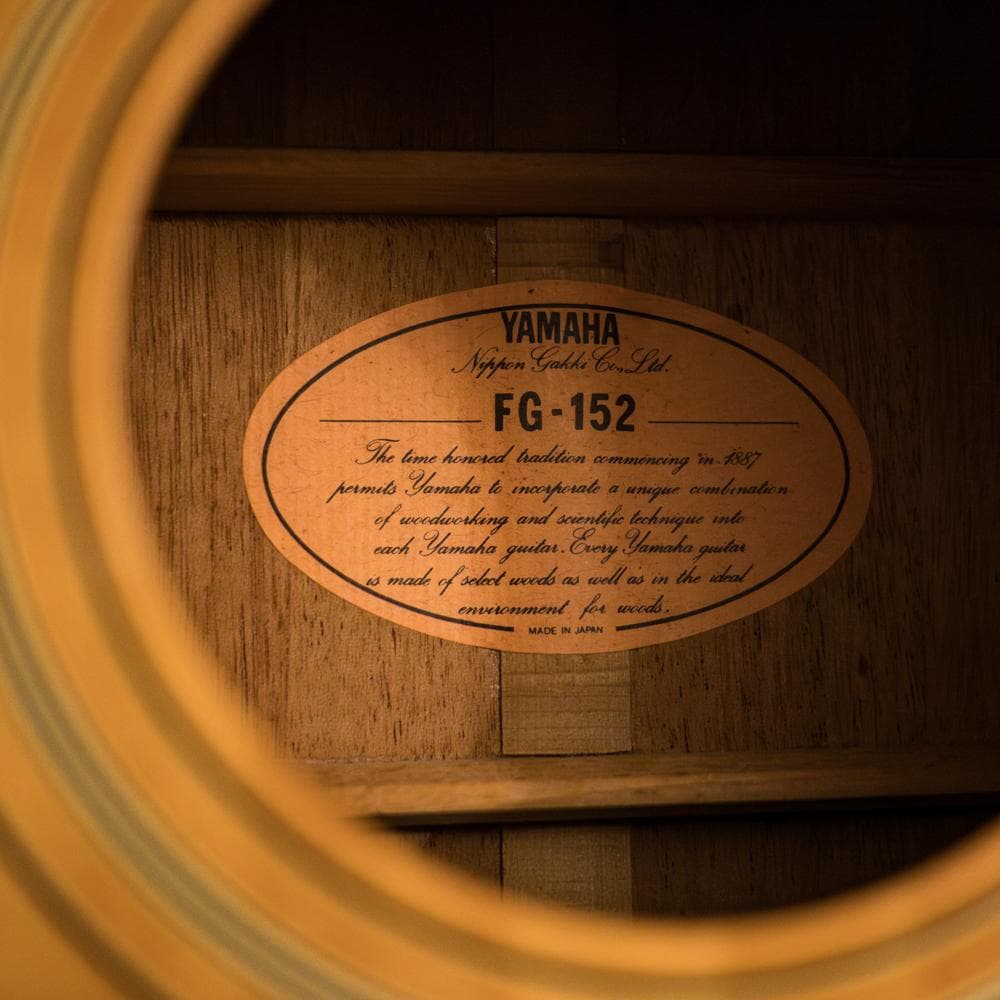 YAMAHA
Nippon Gakki Co., Ltd.
FG-152
The time honored tradition commencing in 1887
permits Yamaha to incorporate a unique combination
of woodworking and scientific technique into
each Yamaha guitar. Every Yamaha guitar
is made of select woods as well as in the ideal
environment for woods.
MADE IN JAPAN